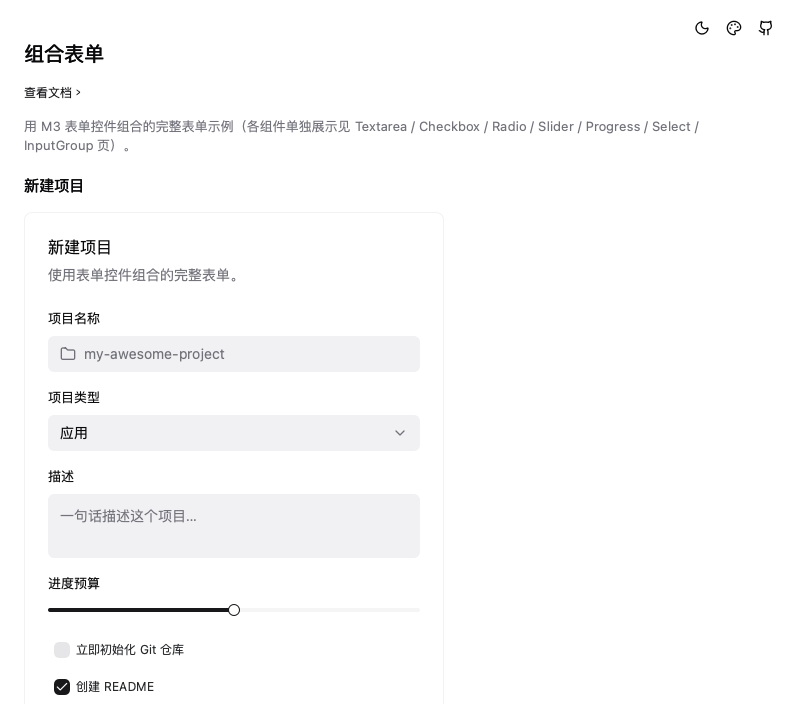 组合表单
查看文档 ›
用 M3 表单控件组合的完整表单示例（各组件单独展示见 Textarea / Checkbox / Radio / Slider / Progress / Select /
InputGroup 页）。
新建项目
新建项目
使用表单控件组合的完整表单。
项目名称
my-awesome-project
项目类型
应用
描述
一句话描述这个项目...
进度预算
立即初始化 Git 仓库
创建 README